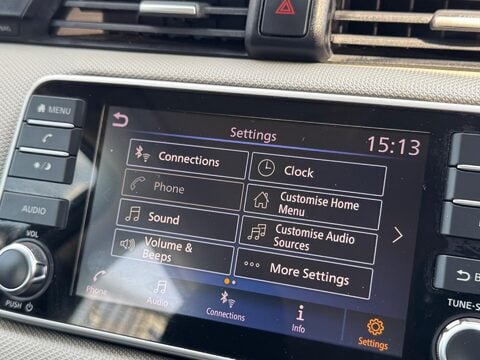 MENU
AUDIO
VOL
PUSH
Settings
15:13
Connections
Clock
Phone
Customise Home
Menu
Sound
Customise Audio
Sources
Volume &
Beeps
More Settings
Phone
Audio
Connections
i
Info
Settings
B
TUNE-S